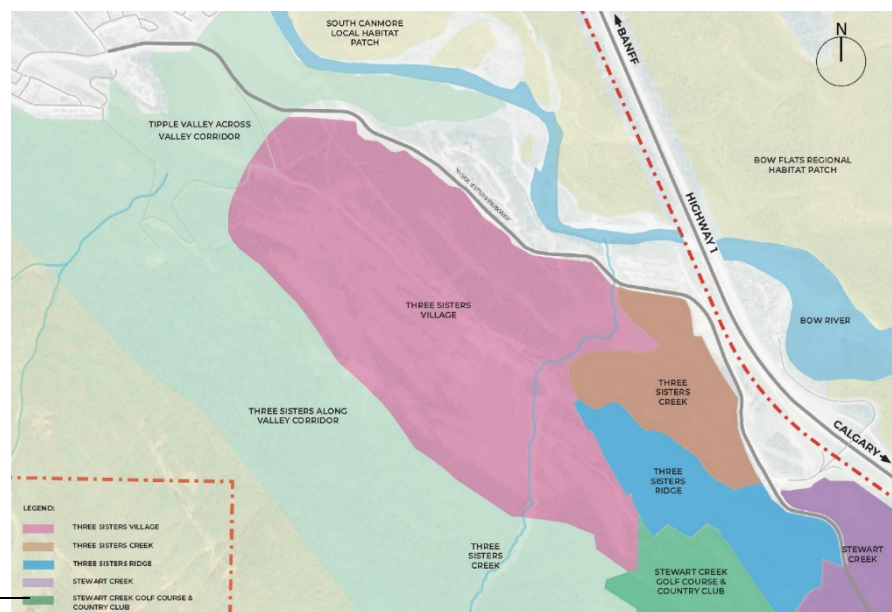 SOUTH CANMORE
LOCAL HABITAT
PATCH
BANFF
N
TIPPLE VALLEY ACROSS
VALLEY CORRIDOR
BOW FLATS REGIONAL
HABITAT PATCH
THREE SISTERS PARKWAY
HIGHWAY 1
THREE SISTERS
VILLAGE
BOW RIVER
THREE
SISTERS
CREEK
THREE SISTERS ALONG
VALLEY CORRIDOR
CALGARY
THREE
SISTERS
RIDGE
THREE
SISTERS
CREEK
STEWART
CREEK
STEWART CREEK
GOLF COURSE &
COUNTRY CLUB
LEGEND:
THREE SISTERS VILLAGE
THREE SISTERS CREEK
THREE SISTERS RIDGE
STEWART CREEK
STEWART CREEK GOLF COURSE &
COUNTRY CLUB